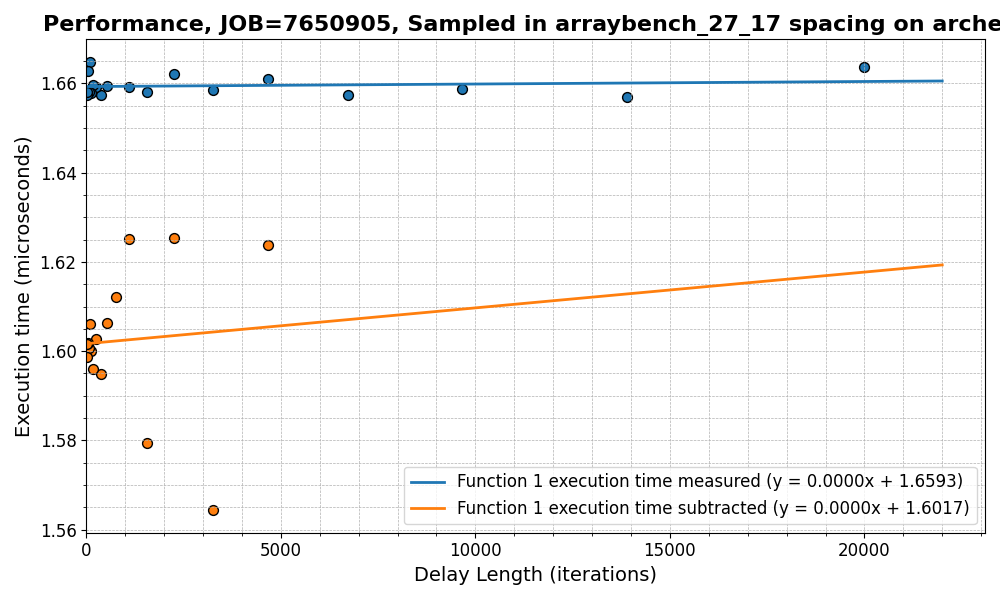 Performance, JOB=7650905, Sampled in arraybench_27_17 spacing on arche
Execution time (microseconds)
1.66
1.64
1.62
1.60
1.58
1.56
Function 1 execution time measured (y = 0.0000x + 1.6593)
Function 1 execution time subtracted (y = 0.0000x + 1.6017)
0 5000 10000 15000 20000
Delay Length (iterations)